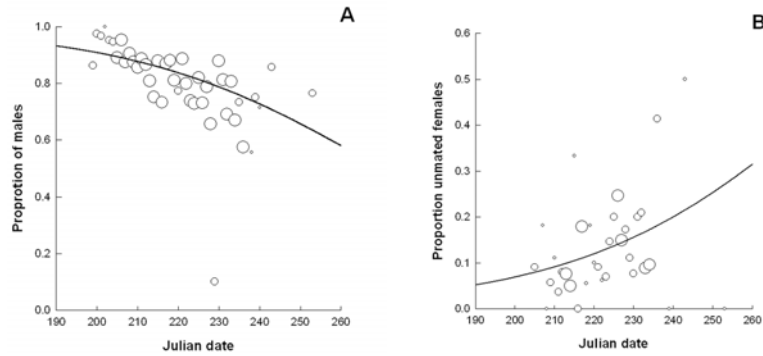 A
Proprotion of males
1.0
0.8
0.6
0.4
0.2
0.0
190 200 210 220 230 240 250 260
Julian date
B
Proportion unmated females
0.6
0.5
0.4
0.3
0.2
0.1
0.0
190 200 210 220 230 240 250 260
Julian date